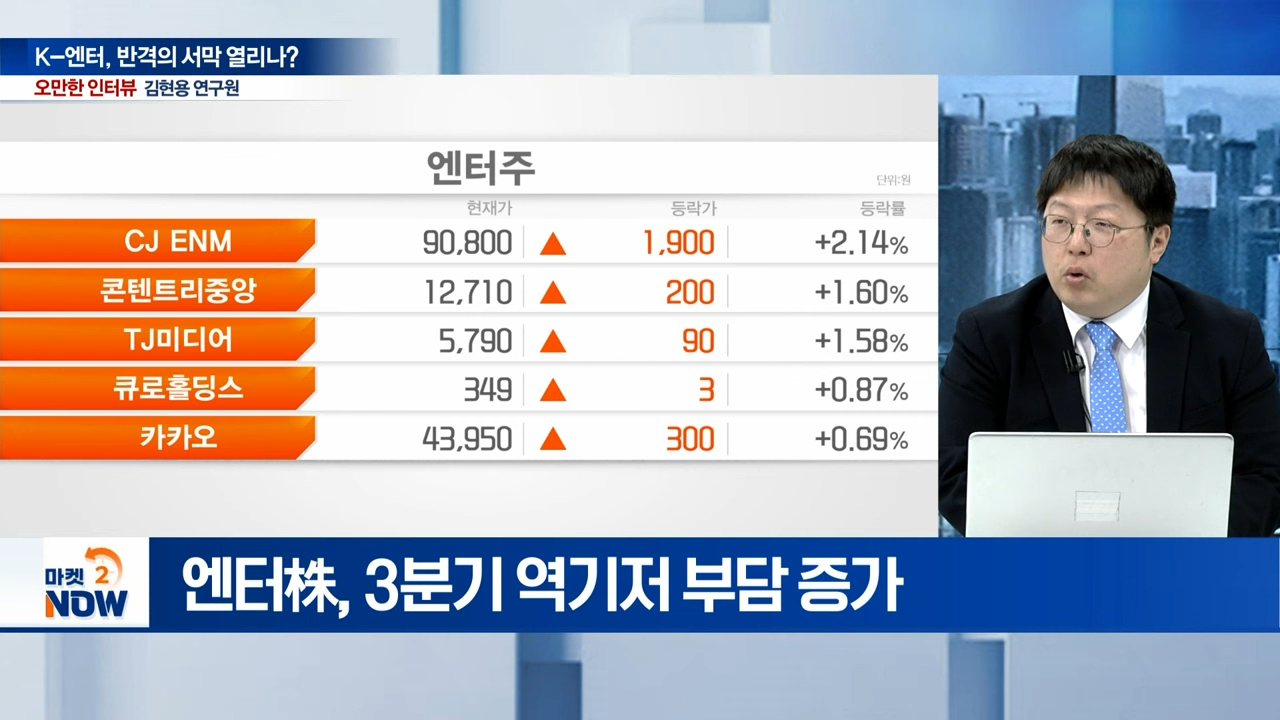 K-엔터, 반격의 서막 열리나?
오만한 인터뷰 김현용 연구원
엔터주
단위:원
현재가 등락가 등락률
CJ ENM 90,800 ▲ 1,900 +2.14%
콘텐트리중앙 12,710 ▲ 200 +1.60%
TJ미디어 5,790 ▲ 90 +1.58%
큐로홀딩스 349 ▲ 3 +0.87%
카카오 43,950 ▲ 300 +0.69%
마켓 2
NOW
엔터株, 3분기 역기저 부담 증가